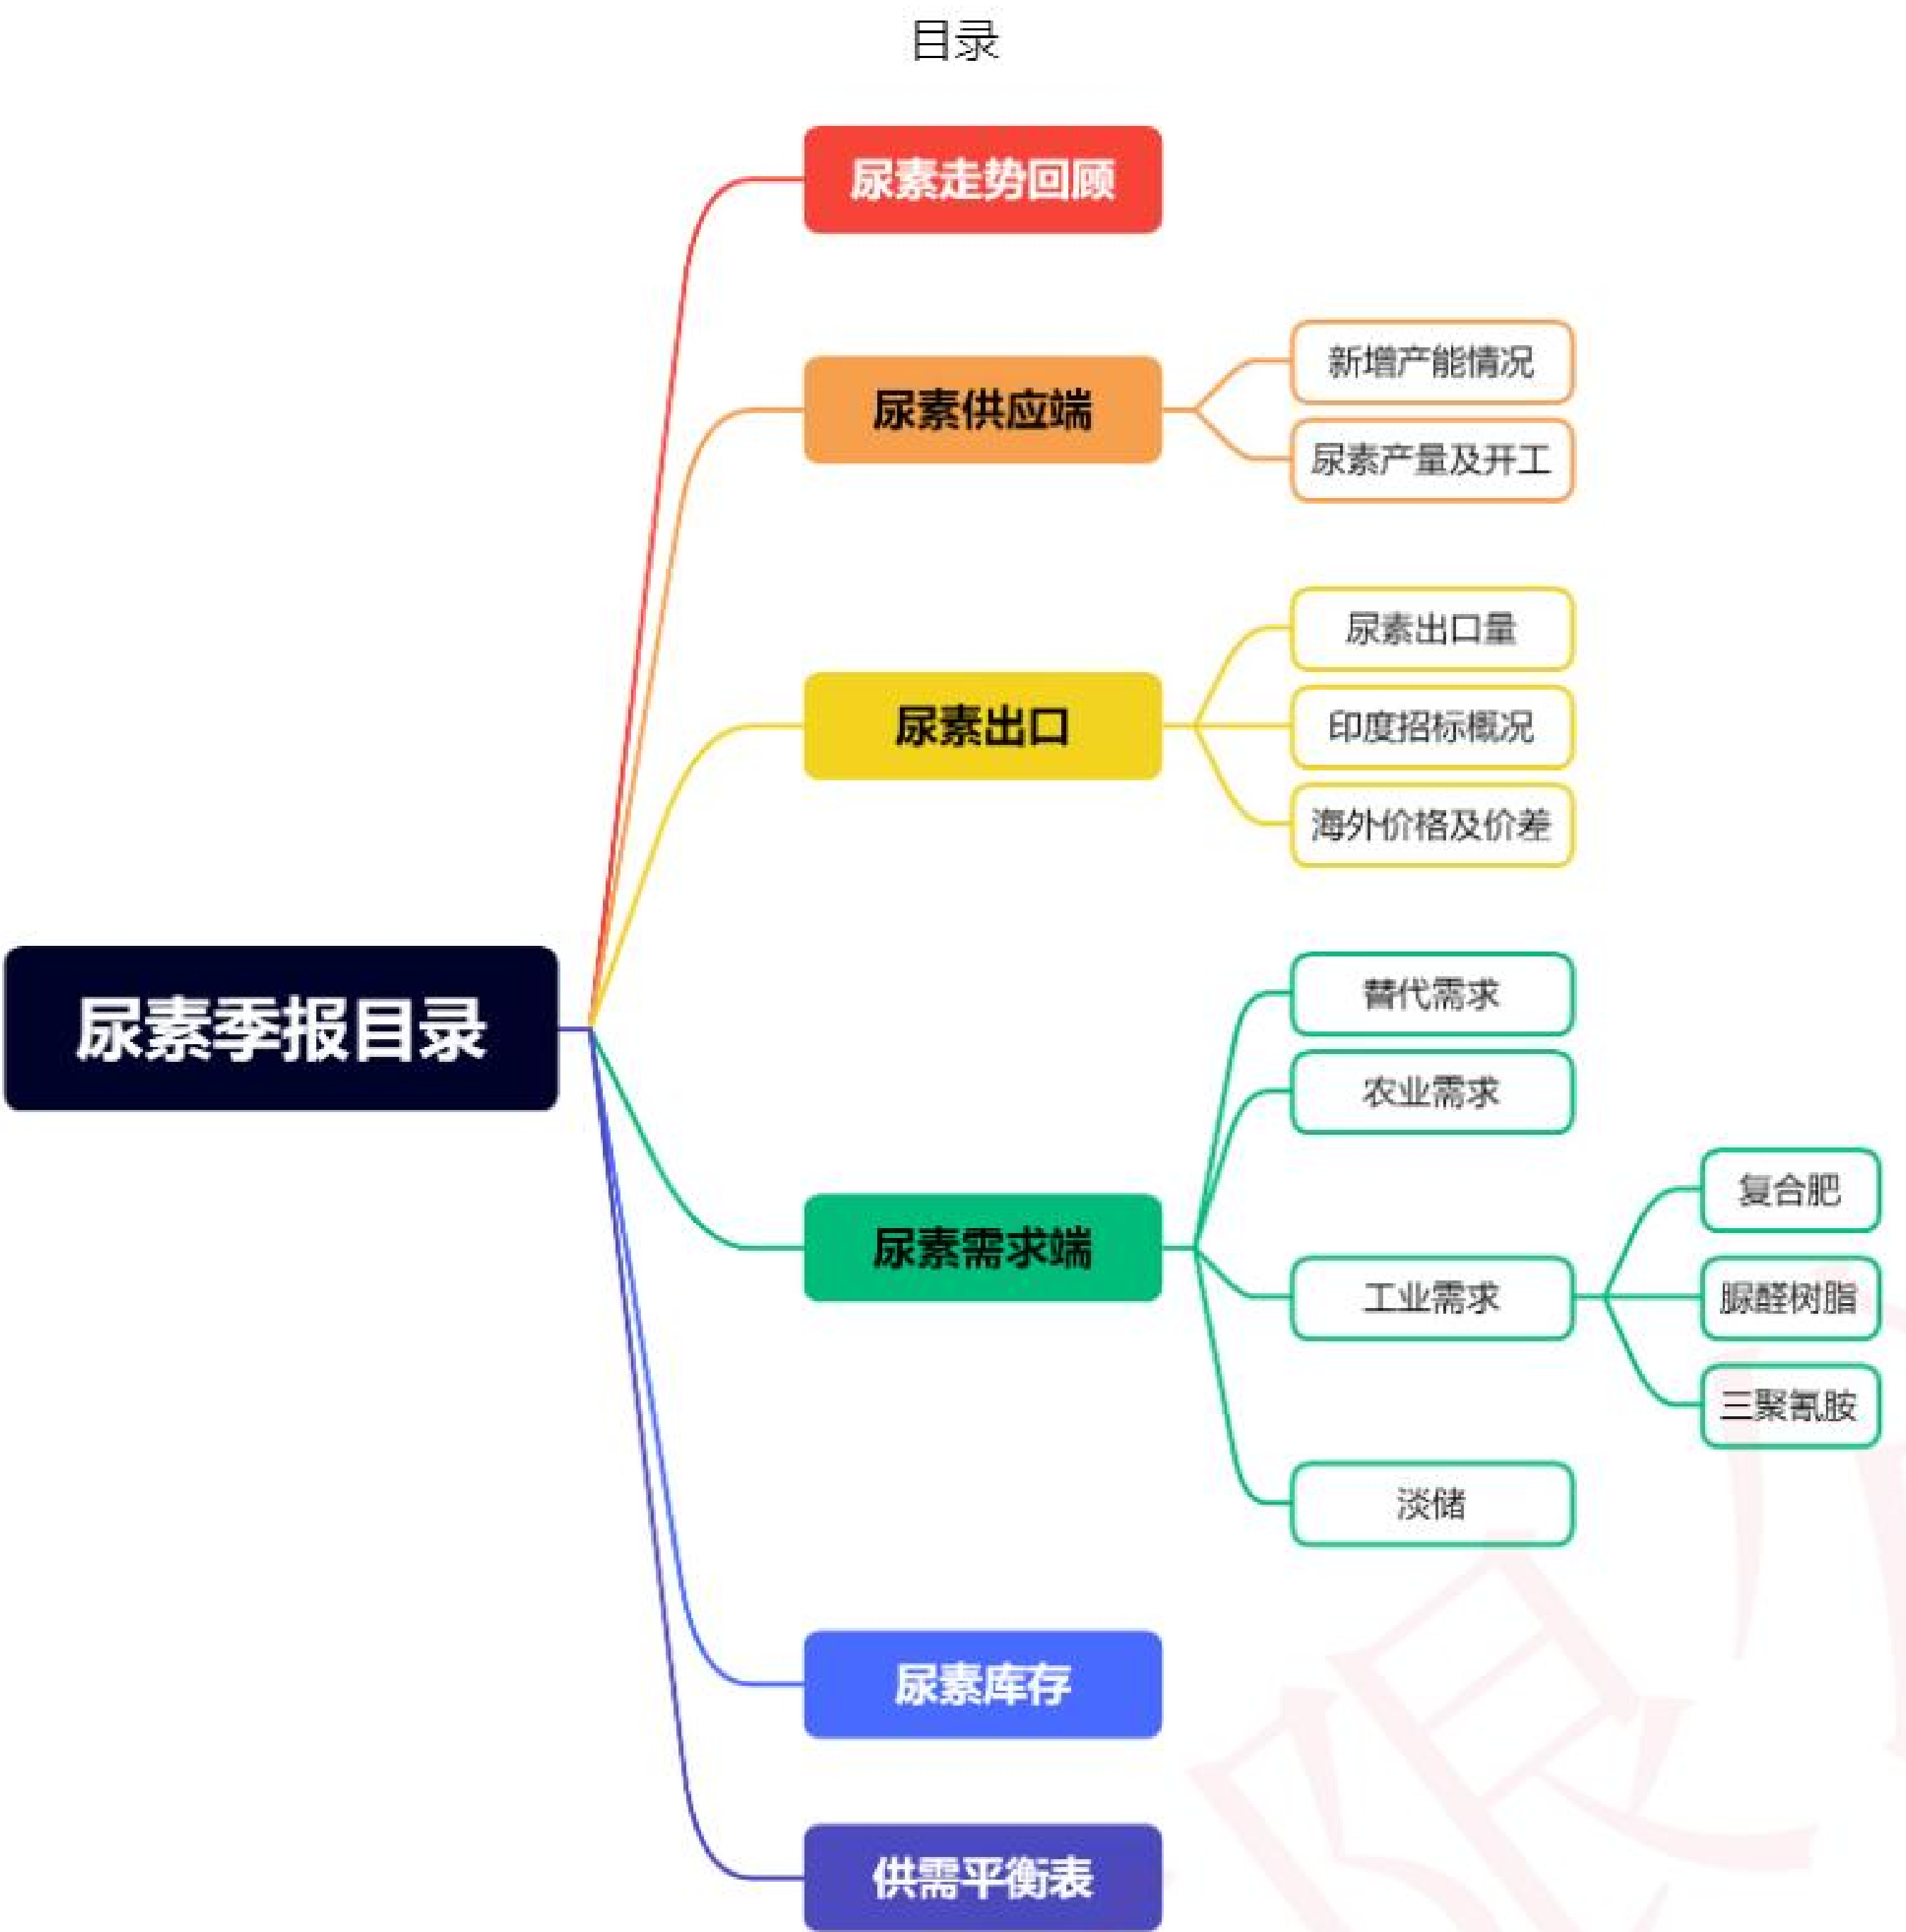 目录
尿素季报目录
尿素走势回顾
尿素供应端
新增产能情况
尿素产量及开工
尿素出口
尿素出口量
印度招标概况
海外价格及价差
尿素需求端
替代需求
农业需求
工业需求
复合肥
脲醛树脂
三聚氰胺
淡储
尿素库存
供需平衡表
限